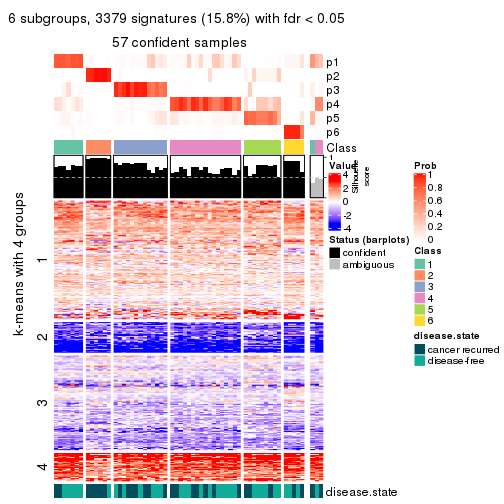 6 subgroups, 3379 signatures (15.8%) with fdr < 0.05
57 confident samples
p1
p2
p3
p4
p5
p6
Class
1
0
Silhouette
score
k-means with 4 groups
1
2
3
4
disease.state
Value
4
2
0
-2
-4
Status (barplots)
confident
ambiguous
Prob
1
0.8
0.6
0.4
0.2
0
Class
1
2
3
4
5
6
disease.state
cancer recurred
disease-free